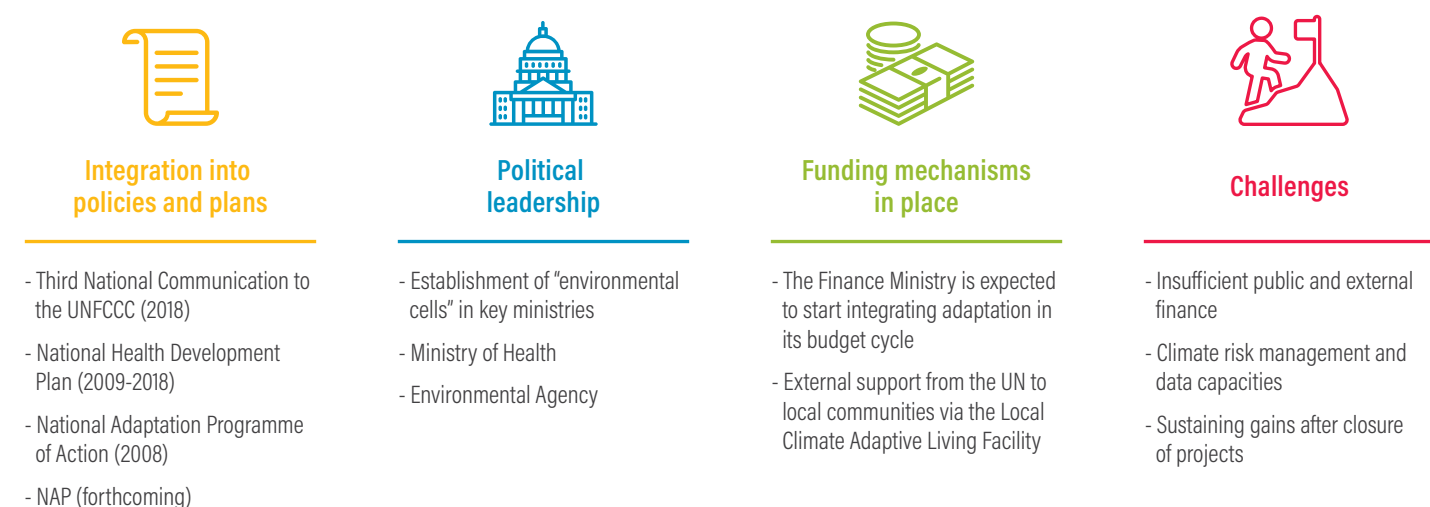 Integration into
policies and plans
- Third National Communication to
the UNFCCC (2018)
- National Health Development
Plan (2009-2018)
- National Adaptation Programme
of Action (2008)
- NAP (forthcoming)
Political
leadership
- Establishment of “environmental
cells” in key ministries
- Ministry of Health
- Environmental Agency
Funding mechanisms
in place
- The Finance Ministry is expected
to start integrating adaptation in
its budget cycle
- External support from the UN to
local communities via the Local
Climate Adaptive Living Facility
Challenges
- Insufficient public and external
finance
- Climate risk management and
data capacities
- Sustaining gains after closure
of projects